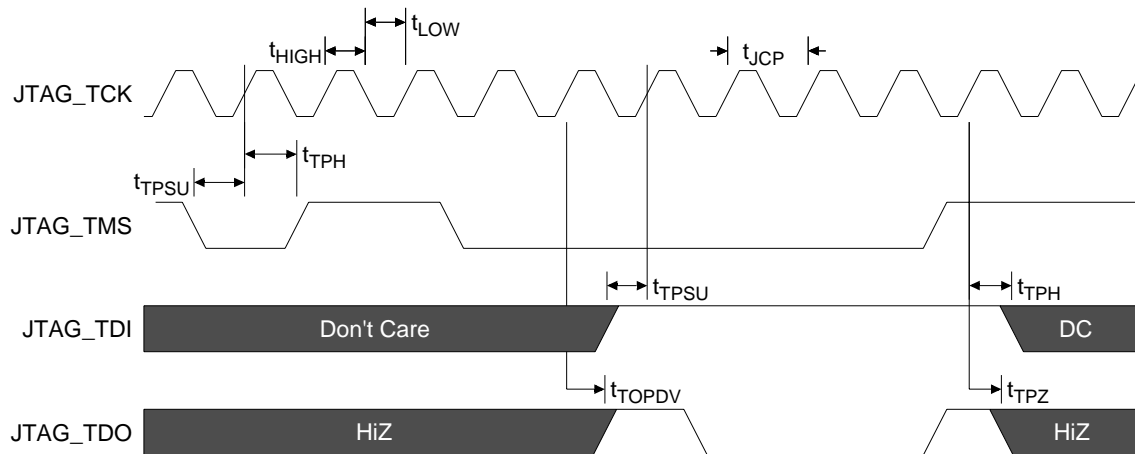 tLOW
tHIGH
tJCP
JTAG_TCK
tTPH
tTPSU
JTAG_TMS
tTPSU
tTPH
JTAG_TDI
Don't Care
DC
tTOPDV
tTPZ
JTAG_TDO
HiZ
HiZ